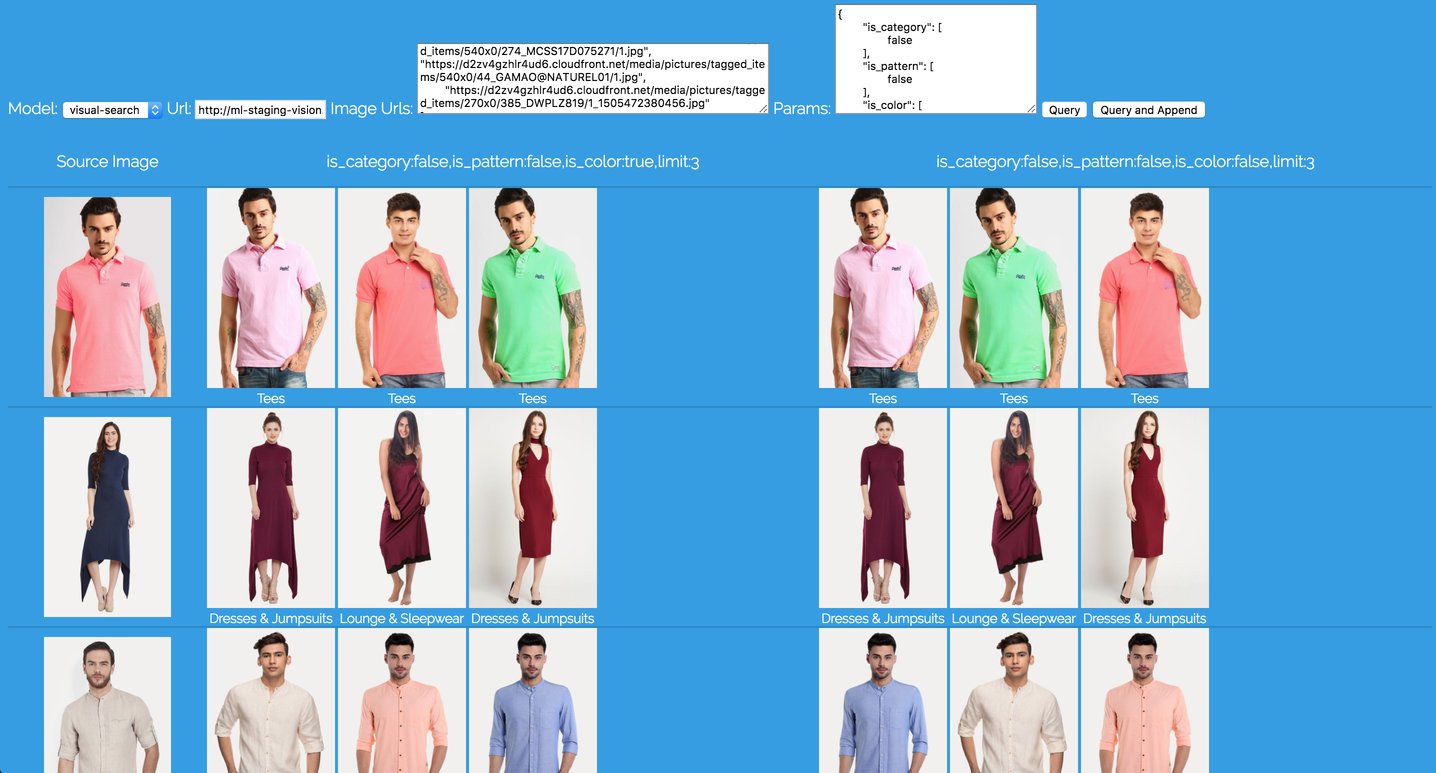 d_items/540x0/274_MCSS17D075271/1.jpg",
"https://d2zv4gzhlr4ud6.cloudfront.net/media/pictures/tagged_ite
ms/540x0/44_GAMAO@NATUREL01/1.jpg",
"https://d2zv4gzhlr4ud6.cloudfront.net/media/pictures/tagge
d_items/270x0/385_DWPLZ819/1_1505472380456.jpg"
{
"is_category": [
false
],
"is_pattern": [
false
],
"is_color": [
Model: visual-search Url: http://ml-staging-vision Image Urls: Params: Query Query and Append
Source Image is_category:false,is_pattern:false,is_color:true,limit:3 is_category:false,is_pattern:false,is_color:false,limit:3
Tees Tees Tees Tees Tees Tees
Dresses & Jumpsuits Lounge & Sleepwear Dresses & Jumpsuits Dresses & Jumpsuits Lounge & Sleepwear Dresses & Jumpsuits